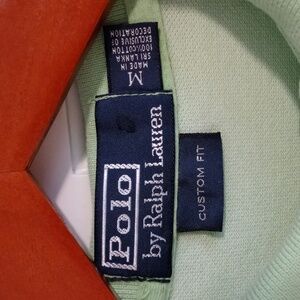 Polo
by Ralph Lauren
CUSTOM FIT
M
MADE IN
SRI LANKA
100% COTTON
EXCLUSIVE OF
DECORATION